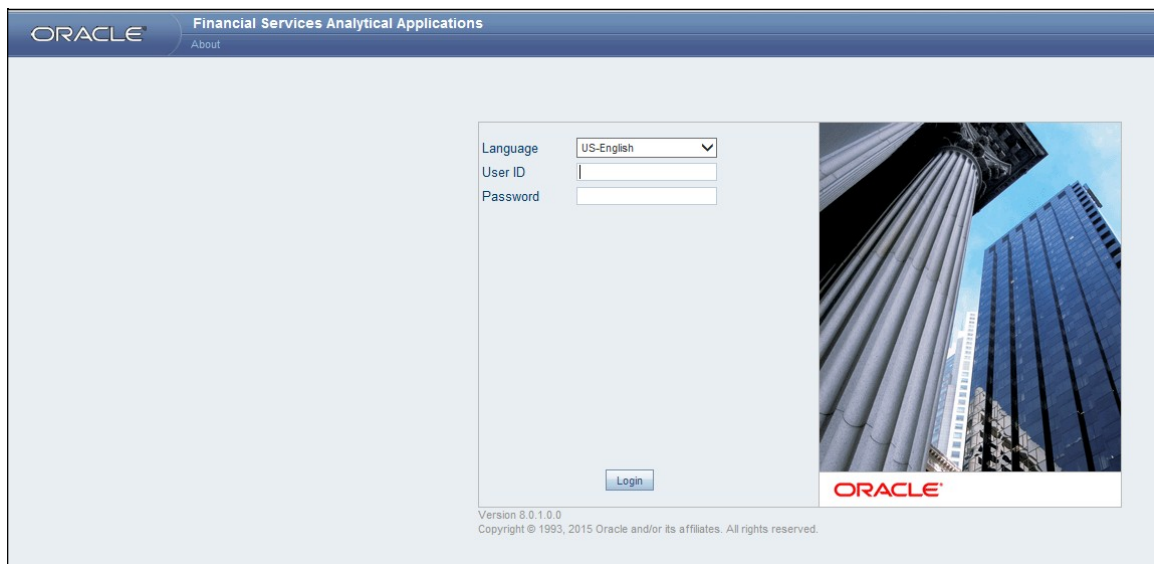 ORACLE
Financial Services Analytical Applications
About
Language US-English
User ID
Password
Login
ORACLE
Version 8.0.1.0.0
Copyright © 1993, 2015 Oracle and/or its affiliates. All rights reserved.